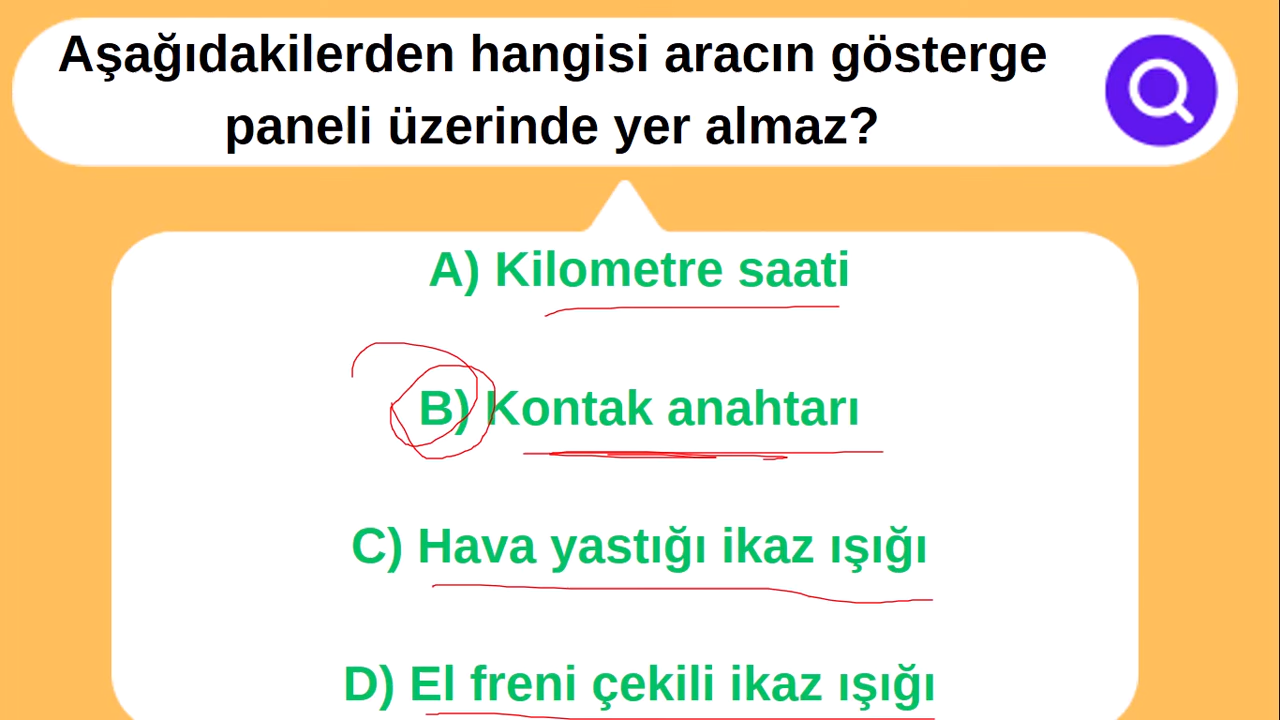 Aşağıdakilerden hangisi aracın gösterge
paneli üzerinde yer almaz?
A) Kilometre saati
B) Kontak anahtarı
C) Hava yastığı ikaz ışığı
D) El freni çekili ikaz ışığı